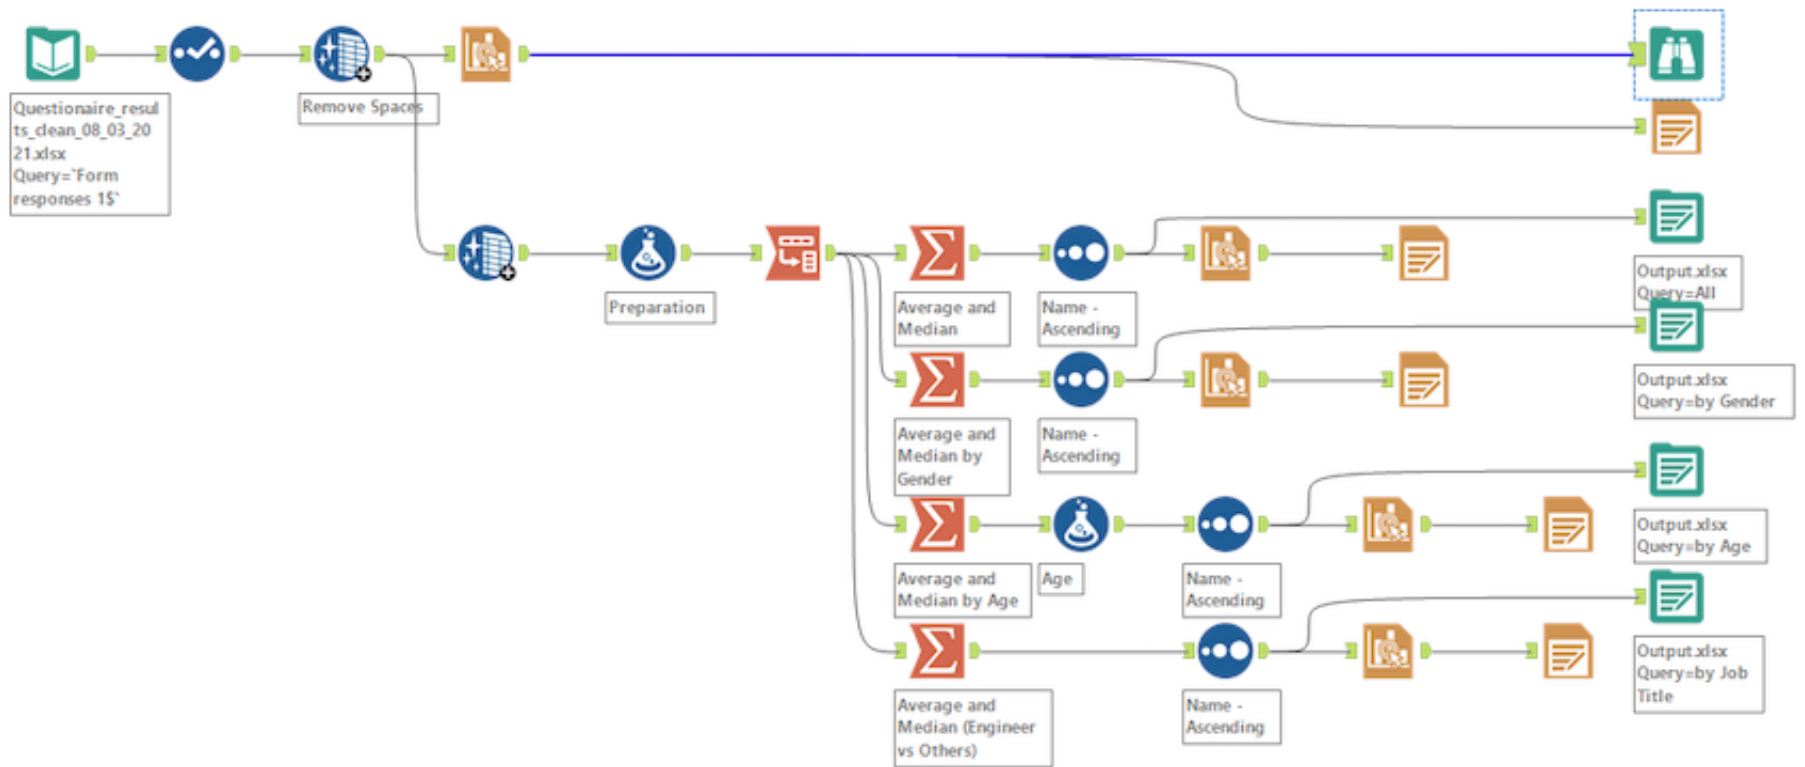 Questionaire_resul
ts_clean_08_03_20
21.xlsx
Query=`Form
responses 1$`
Remove Spaces
Preparation
Average and
Median
Name -
Ascending
Output.xlsx
Query=All
Average and
Median by
Gender
Name -
Ascending
Output.xlsx
Query=by Gender
Average and
Median by Age
Age
Name -
Ascending
Output.xlsx
Query=by Age
Average and
Median (Engineer
vs Others)
Name -
Ascending
Output.xlsx
Query=by Job
Title